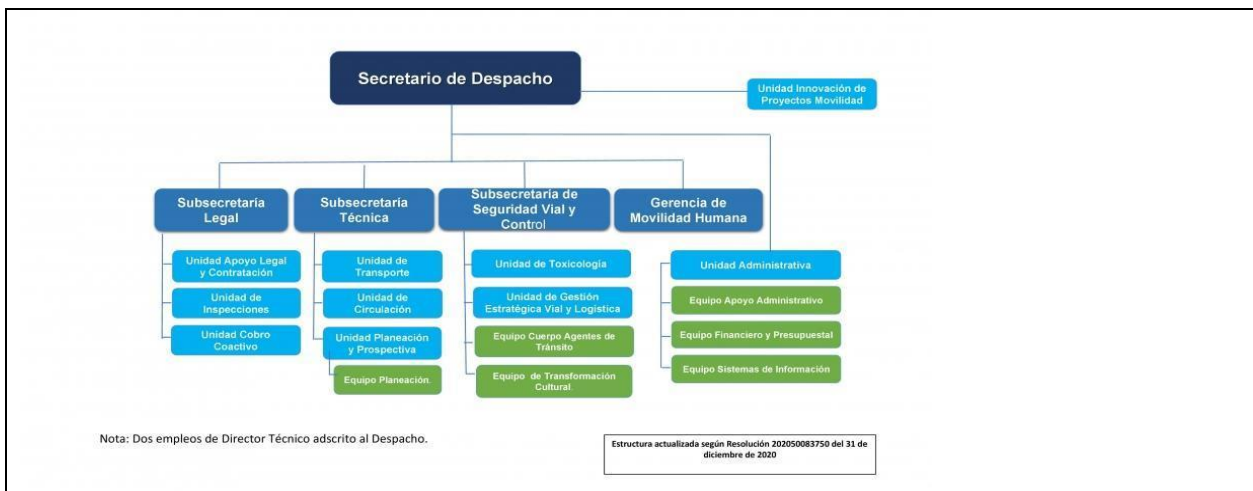 Secretario de Despacho
Unidad Innovación de
Proyectos Movilidad
Subsecretaría
Legal
Subsecretaría
Técnica
Subsecretaría de
Seguridad Vial y
Control
Gerencia de
Movilidad Humana
Unidad Apoyo Legal
y Contratación
Unidad de
Inspecciones
Unidad Cobro
Coactivo
Unidad de
Transporte
Unidad de
Circulación
Unidad Planeación
y Prospectiva
Equipo Planeación.
Unidad de Toxicología
Unidad de Gestión
Estratégica Vial y Logística
Equipo Cuerpo Agentes de
Tránsito
Equipo de Transformación
Cultural
Unidad Administrativa
Equipo Apoyo Administrativo
Equipo Financiero y Presupuestal
Equipo Sistemas de Información
Nota: Dos empleos de Director Técnico adscrito al Despacho.
Estructura actualizada según Resolución 202050083750 del 31 de
diciembre de 2020